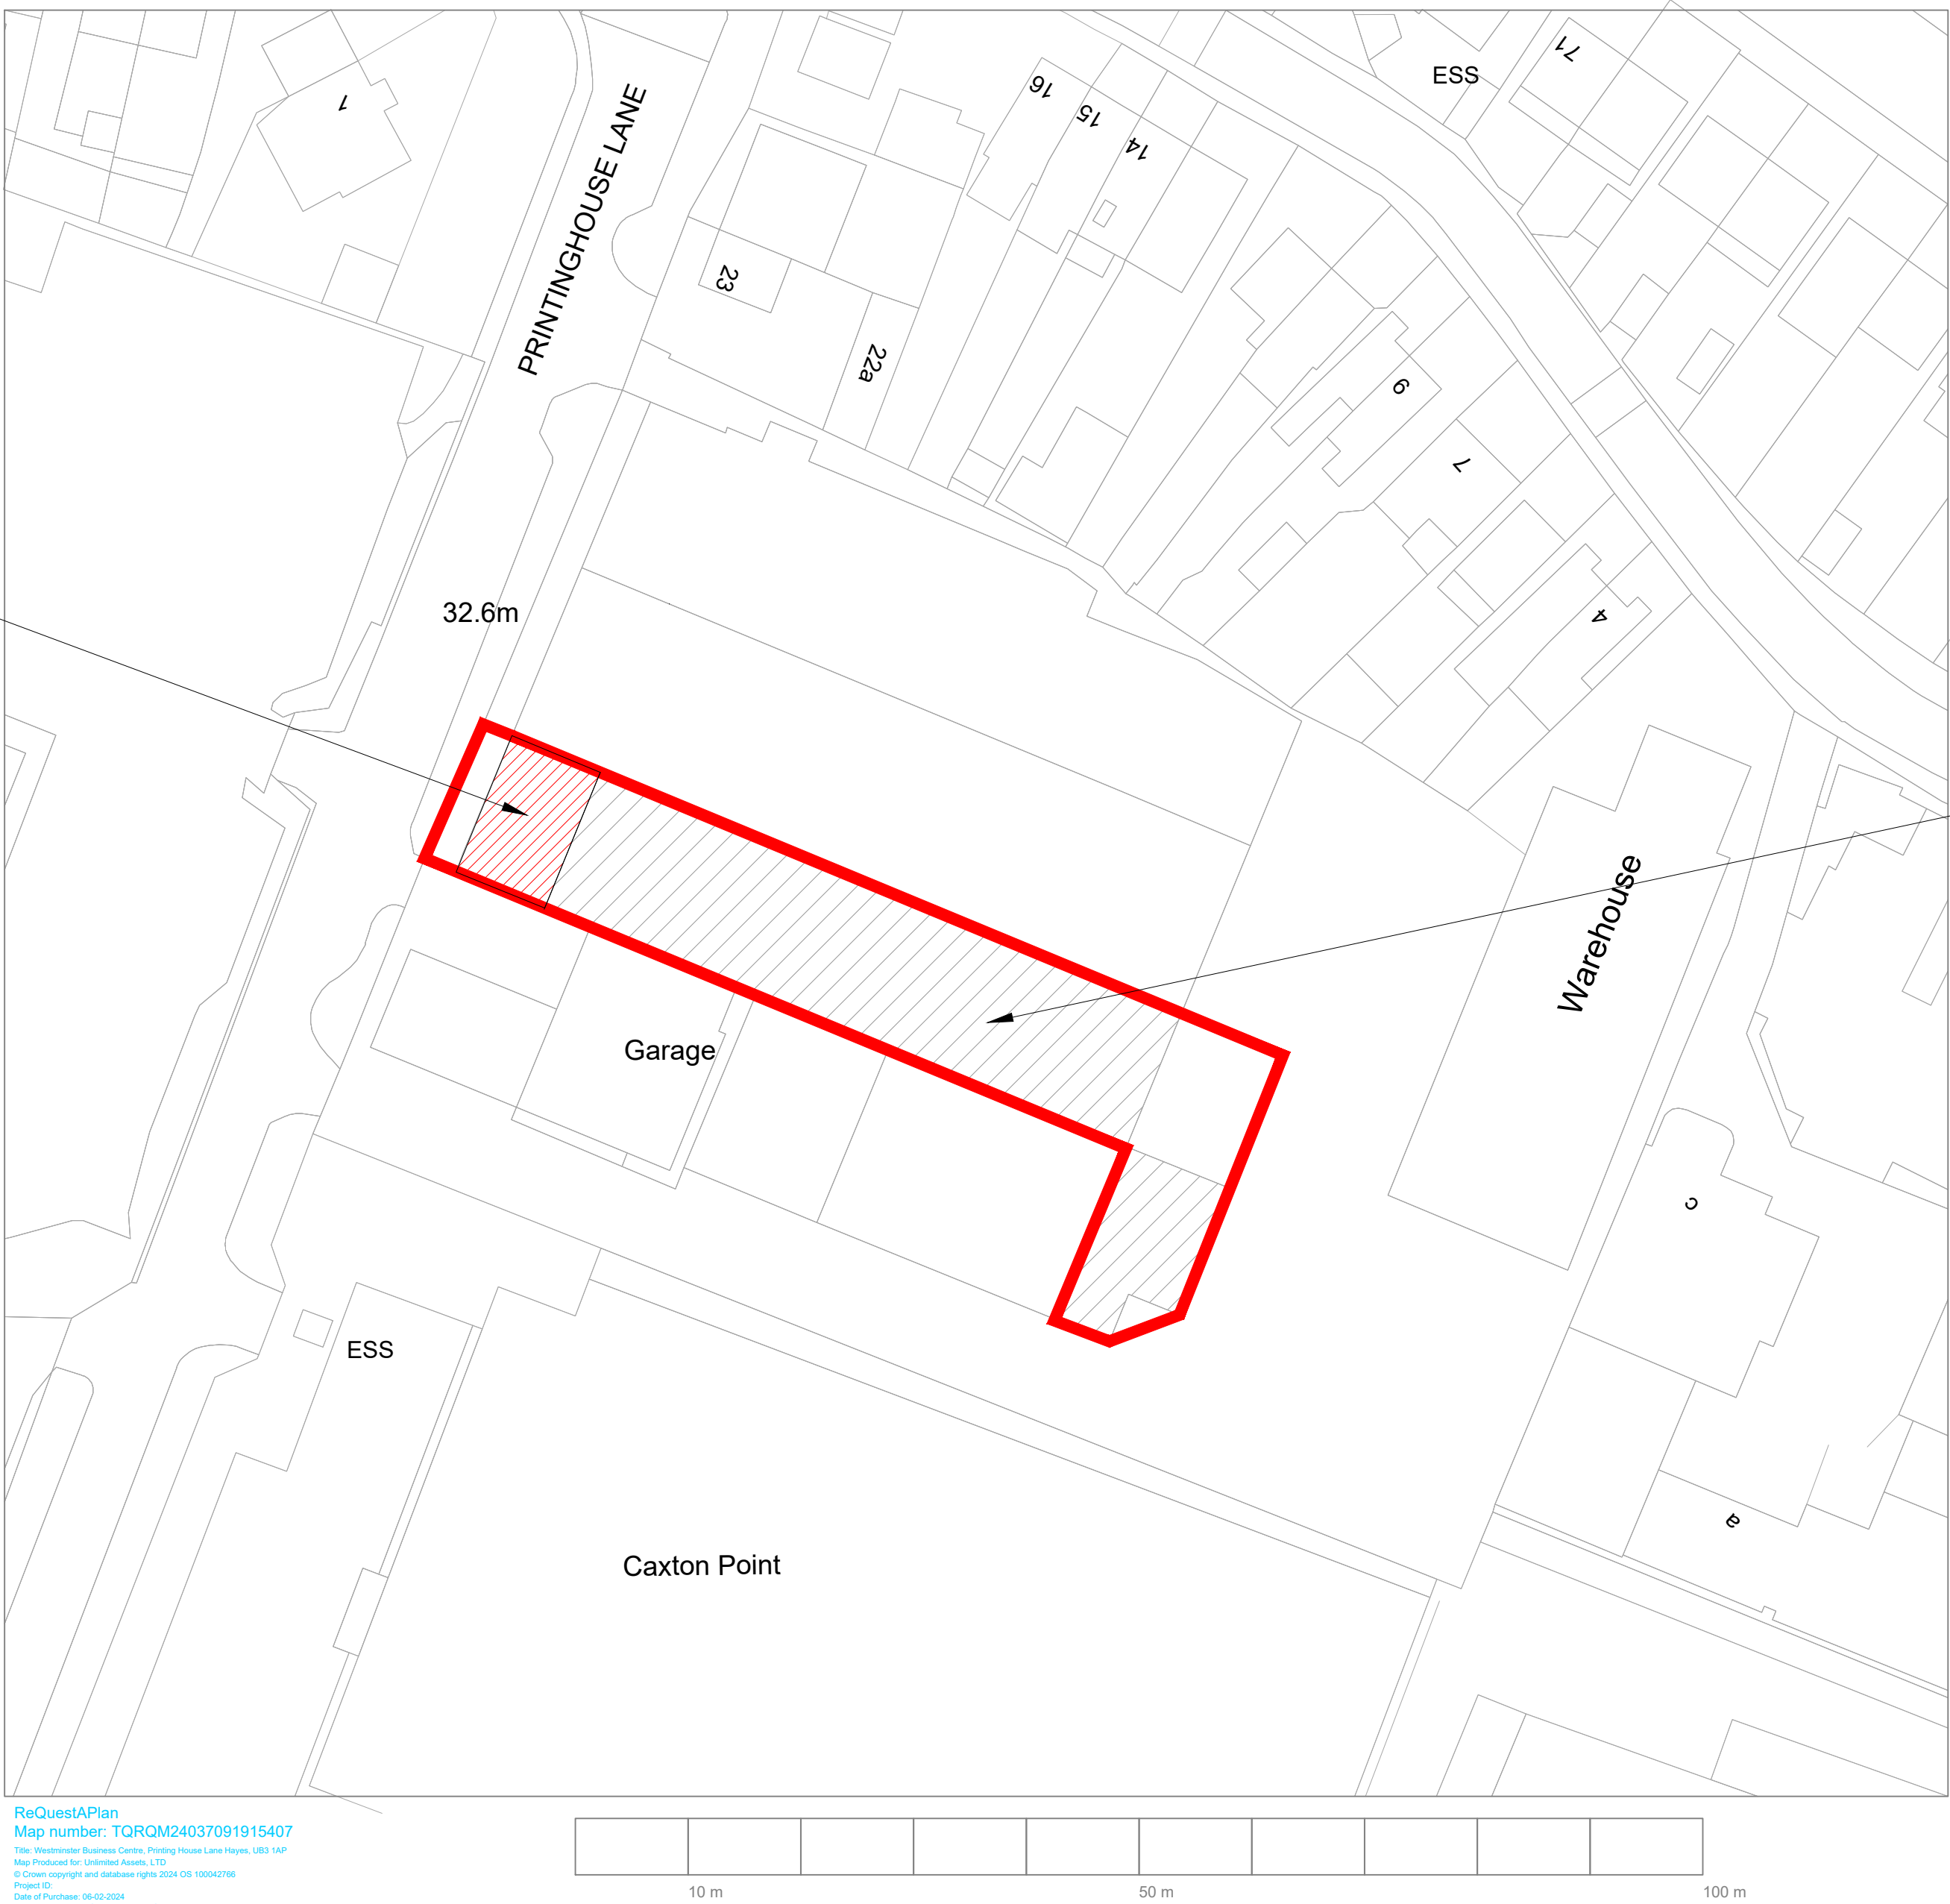 71
ESS
16
15
14
1
PRINTINGHOUSE LANE
23
22a
9
7
4
32.6m
Warehouse
Garage
c
ESS
a
Caxton Point
ReQuestAPlan
Map number: TQRQM24037091915407
Title: Westminster Business Centre, Printing House Lane Hayes, UB3 1AP
Map Produced for: Unlimited Assets, LTD
© Crown copyright and database rights 2024 OS 100042766
Project ID:
Date of Purchase: 06-02-2024
10 m
50 m
100 m